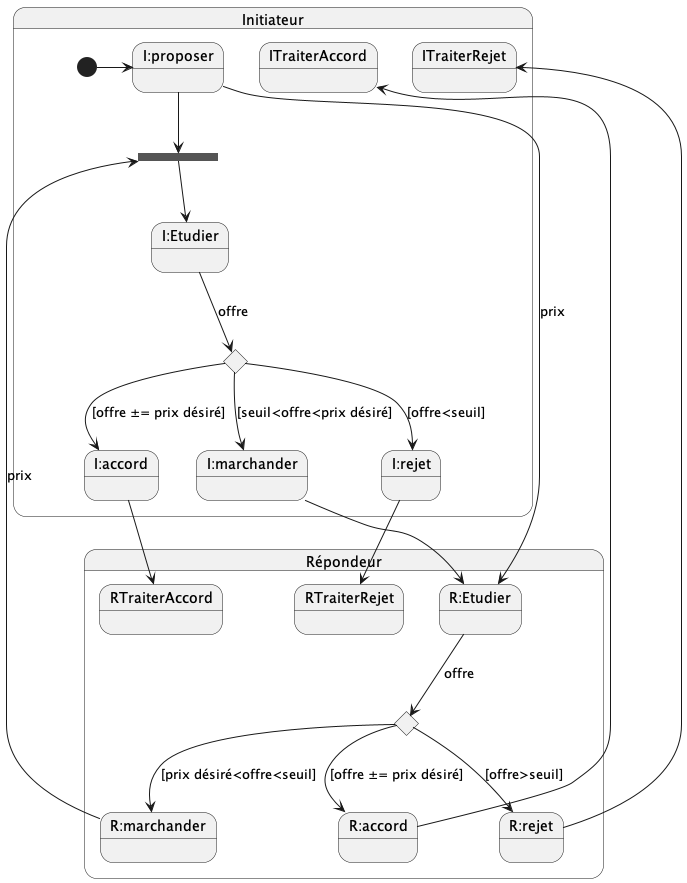 Initiateur
I:proposer
ITraiterAccord
ITraiterRejet
I:Etudier
offre
prix
[offre ±= prix désiré]
[seuil<offre<prix désiré]
[offre<seuil]
I:accord
I:marchander
I:rejet
prix
Répondeur
RTraiterAccord
RTraiterRejet
R:Etudier
offre
[prix désiré<offre<seuil]
[offre ±= prix désiré]
[offre>seuil]
R:marchander
R:accord
R:rejet